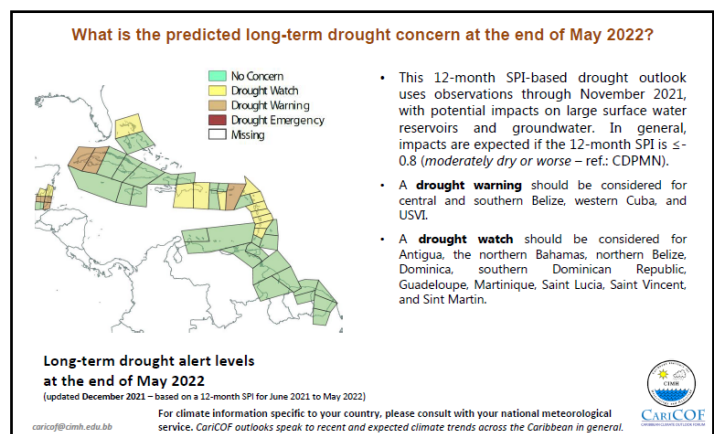 What is the predicted long-term drought concern at the end of May 2022?
No Concern
Drought Watch
Drought Warning
Drought Emergency
Missing
• This 12-month SPI-based drought outlook
uses observations through November 2021,
with potential impacts on large surface water
reservoirs and groundwater. In general,
impacts are expected if the 12-month SPI is ≤-
0.8 (moderately dry or worse – ref.: CDPMN).
• A drought warning should be considered for
central and southern Belize, western Cuba, and
USVI.
• A drought watch should be considered for
Antigua, the northern Bahamas, northern Belize,
Dominica, southern Dominican Republic,
Guadeloupe, Martinique, Saint Lucia, Saint Vincent,
and Sint Martin.
Long-term drought alert levels
at the end of May 2022
(updated December 2021 – based on a 12-month SPI for June 2021 to May 2022)
For climate information specific to your country, please consult with your national meteorological
service. CariCOF outlooks speak to recent and expected climate trends across the Caribbean in general.
caricof@cimh.edu.bb
CIMH
CARICOF
CARIBBEAN CLIMATE OUTLOOK FORUM